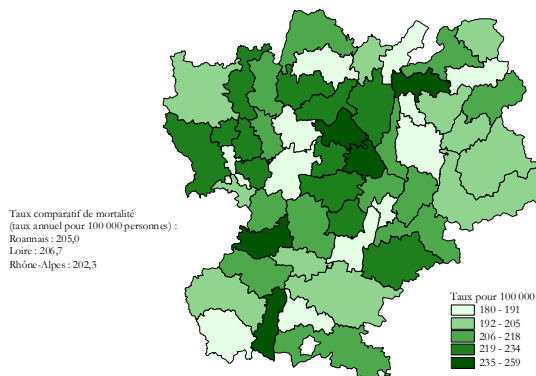 Taux comparatif de mortalité
(taux annuel pour 100 000 personnes) :
Roannais : 205,0
Loire : 206,7
Rhône-Alpes : 202,3
Taux pour 100 000
180 - 191
192 - 205
206 - 218
219 - 234
235 - 259